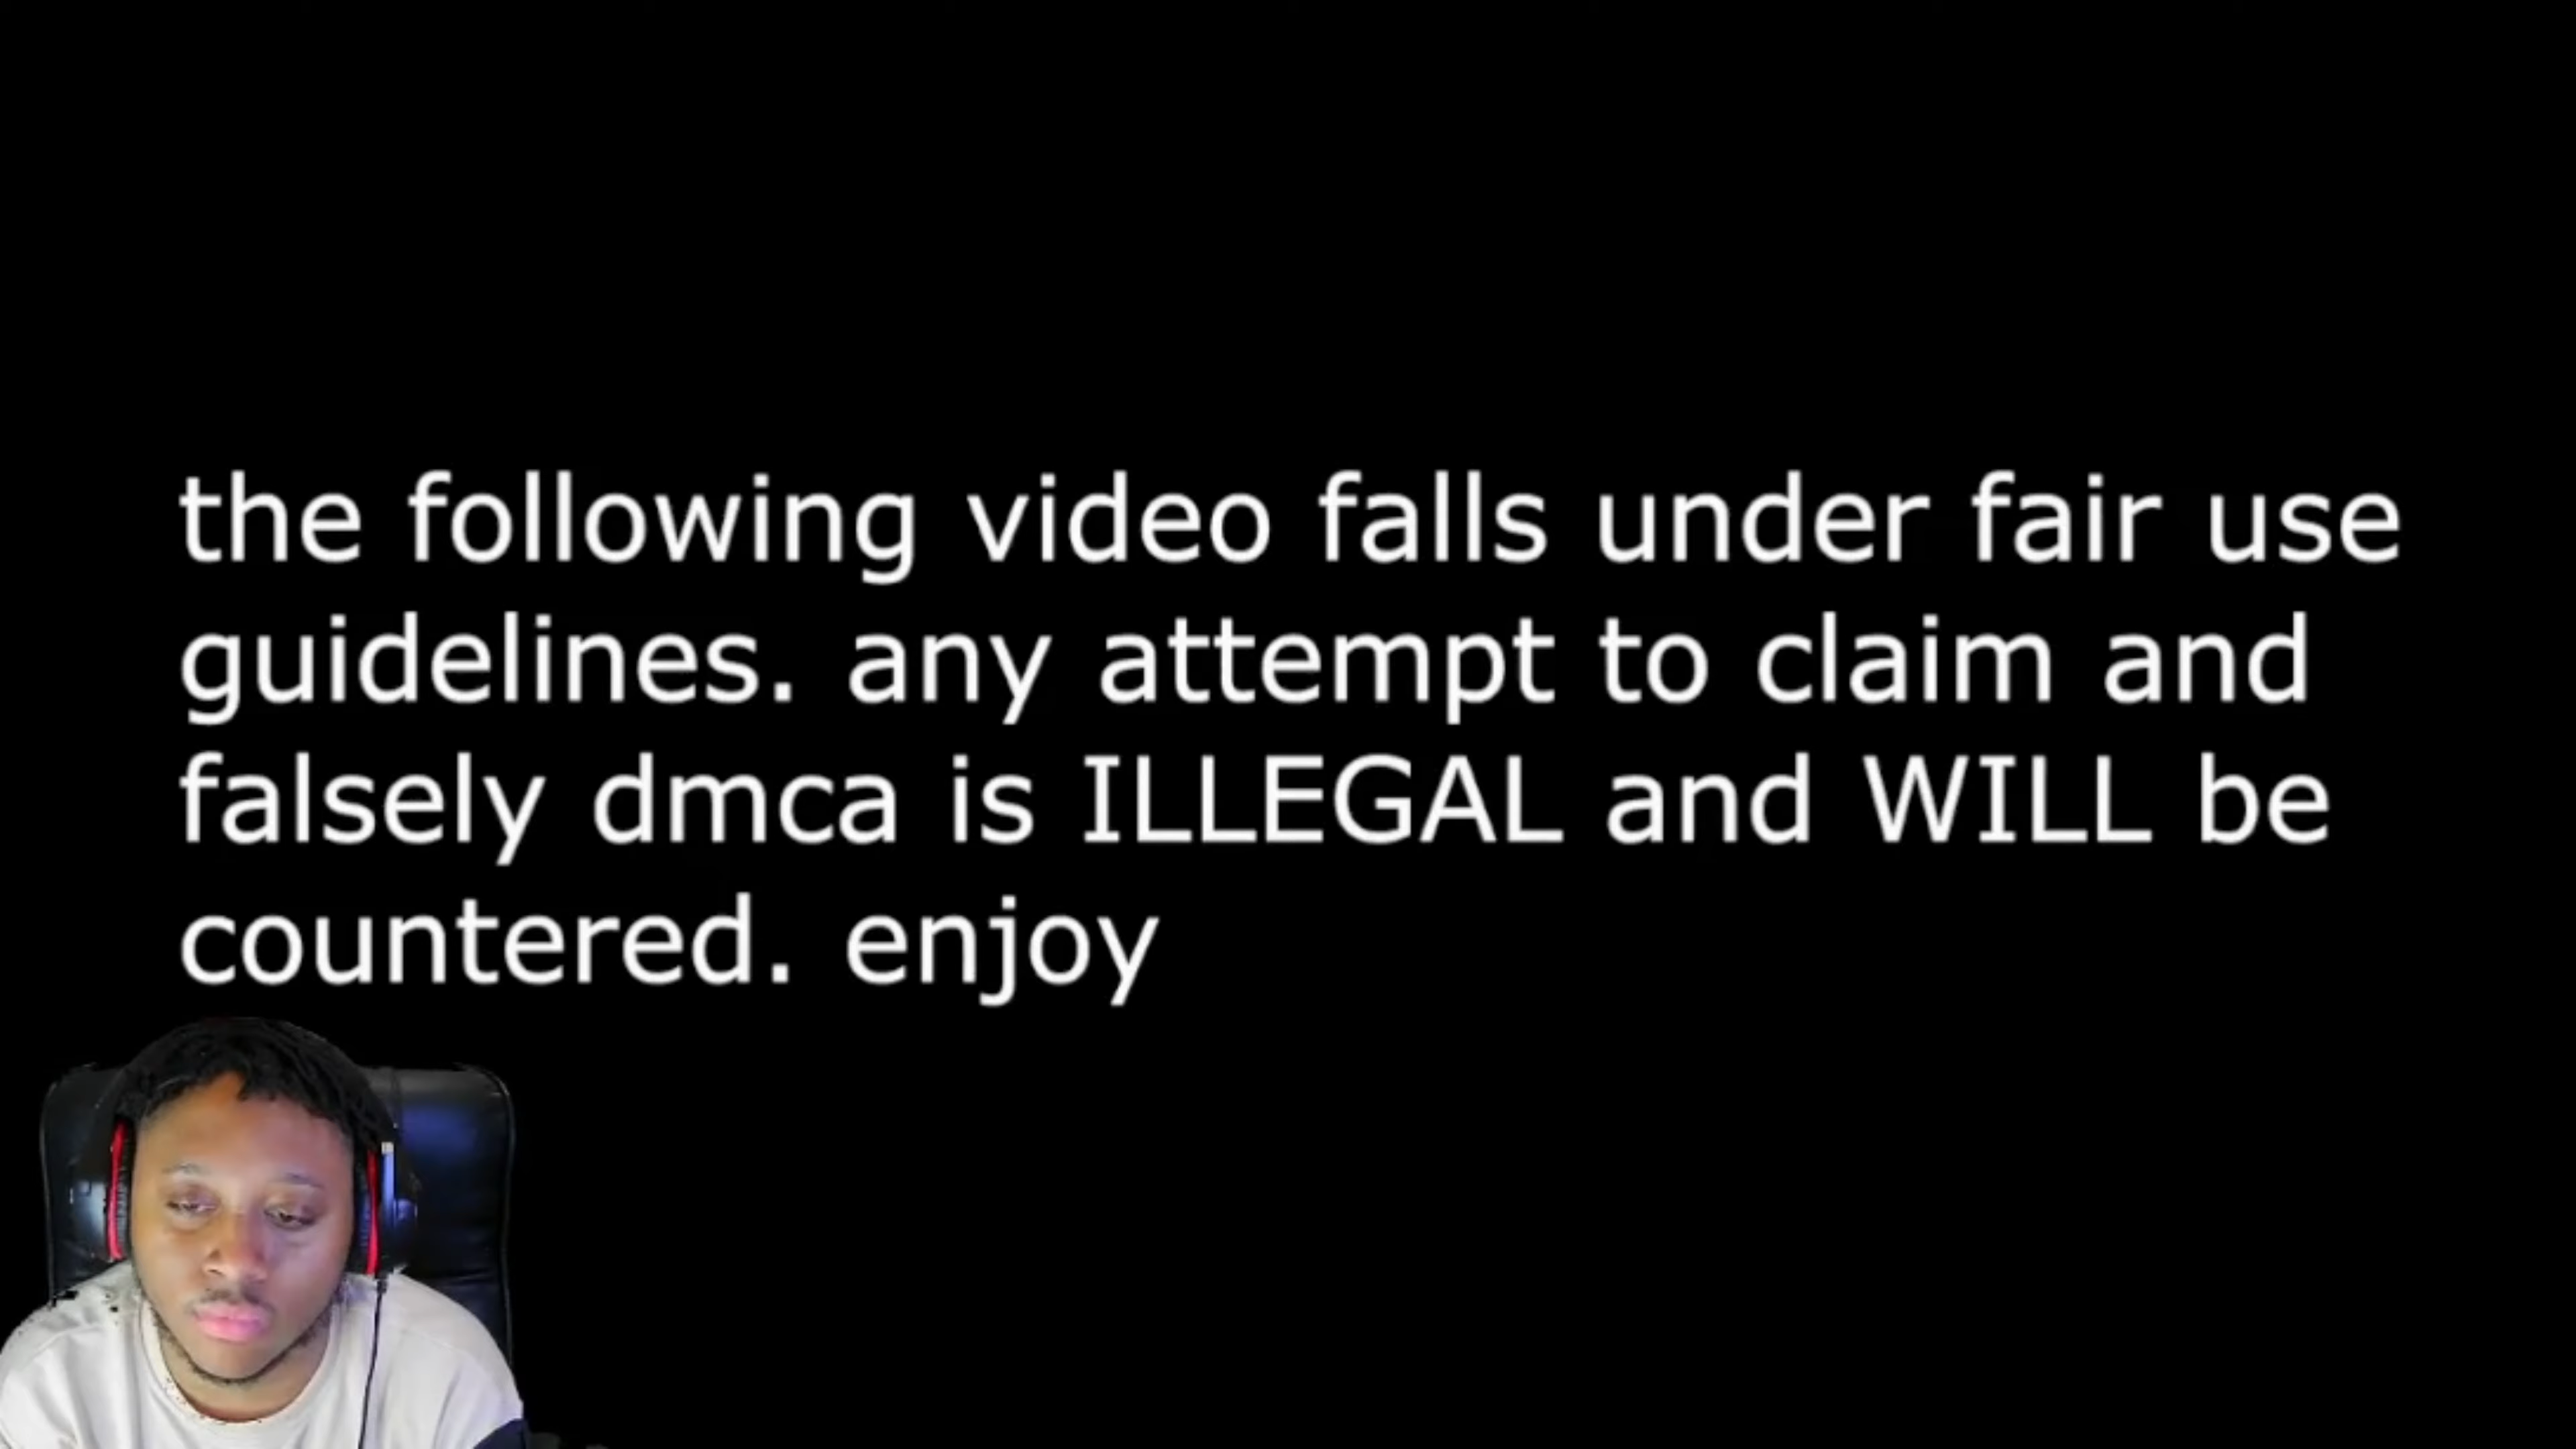 the following video falls under fair use
guidelines. any attempt to claim and
falsely dmca is ILLEGAL and WILL be
countered. enjoy